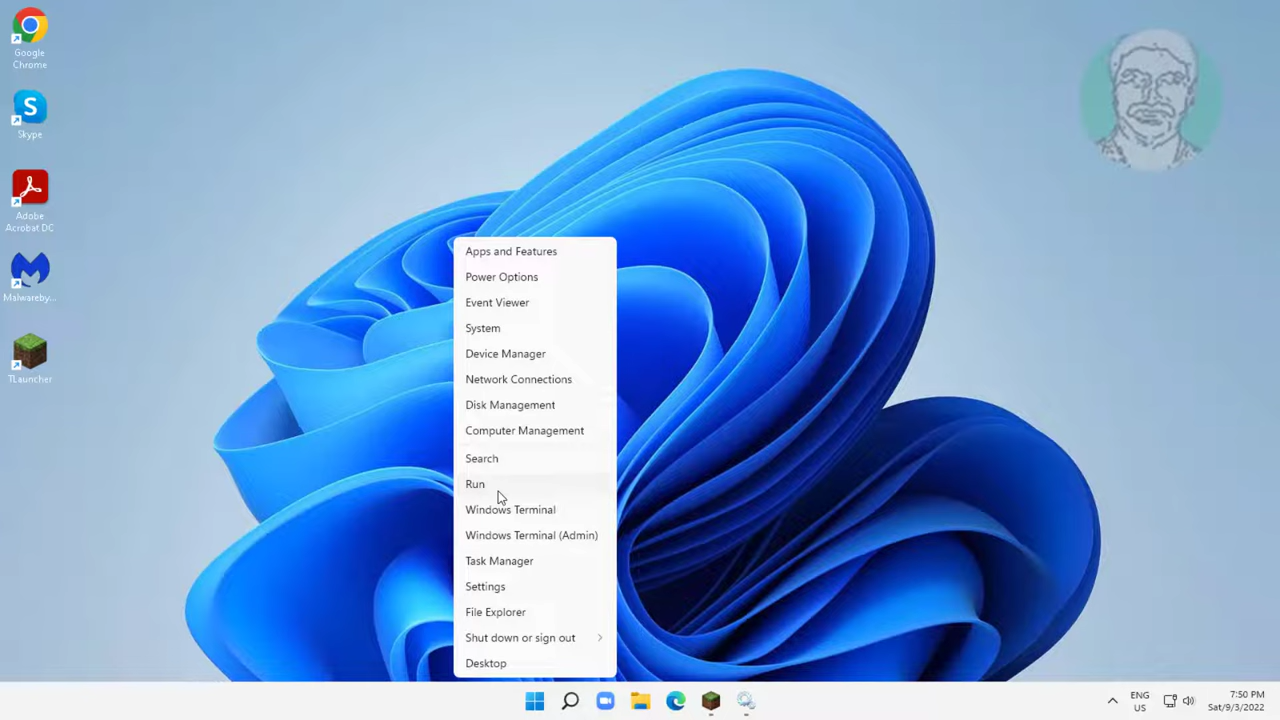 Google
Chrome
Skype
Adobe
Acrobat DC
Malwareby...
TLauncher
Apps and Features
Power Options
Event Viewer
System
Device Manager
Network Connections
Disk Management
Computer Management
Search
Run
Windows Terminal
Windows Terminal (Admin)
Task Manager
Settings
File Explorer
Shut down or sign out
Desktop
ENG
US
7:50 PM
Sat/9/3/2022